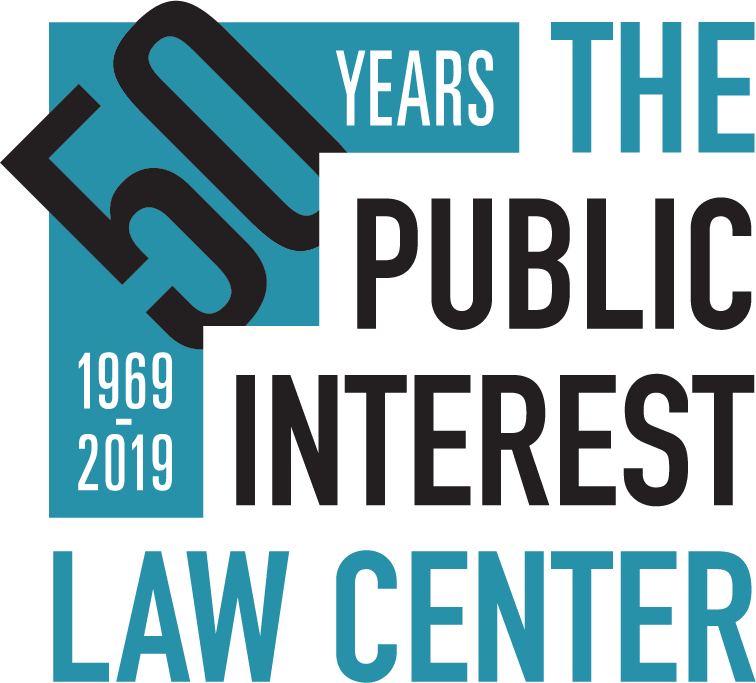 50
YEARS
THE
PUBLIC
1969
-
2019
INTEREST
LAW CENTER